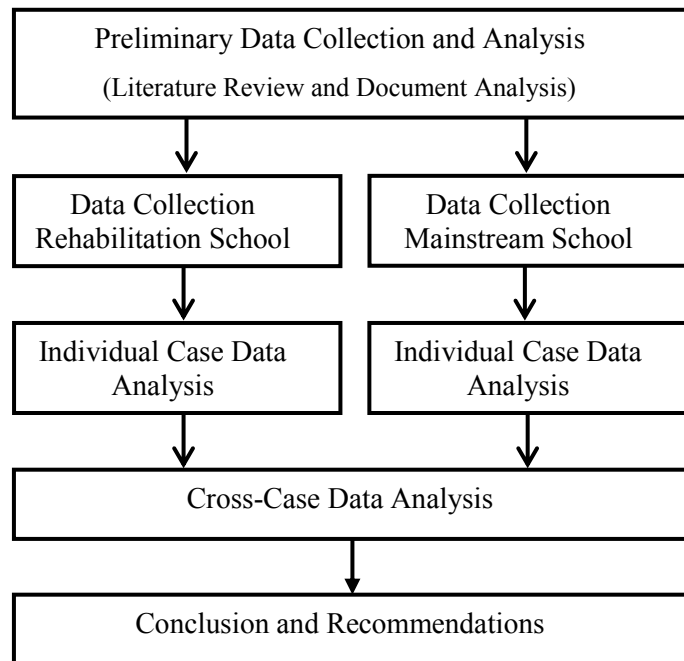 Preliminary Data Collection and Analysis
(Literature Review and Document Analysis)
Data Collection
Rehabilitation School
Data Collection
Mainstream School
Individual Case Data
Analysis
Individual Case Data
Analysis
Cross-Case Data Analysis
Conclusion and Recommendations